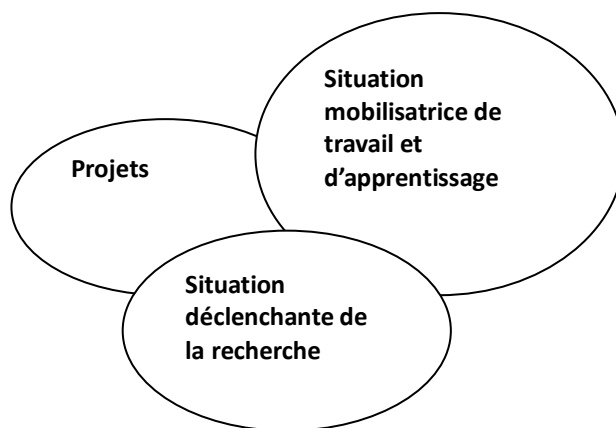 Situation
mobilisatrice de
travail et
d’apprentissage
Projets
Situation
déclenchante de
la recherche